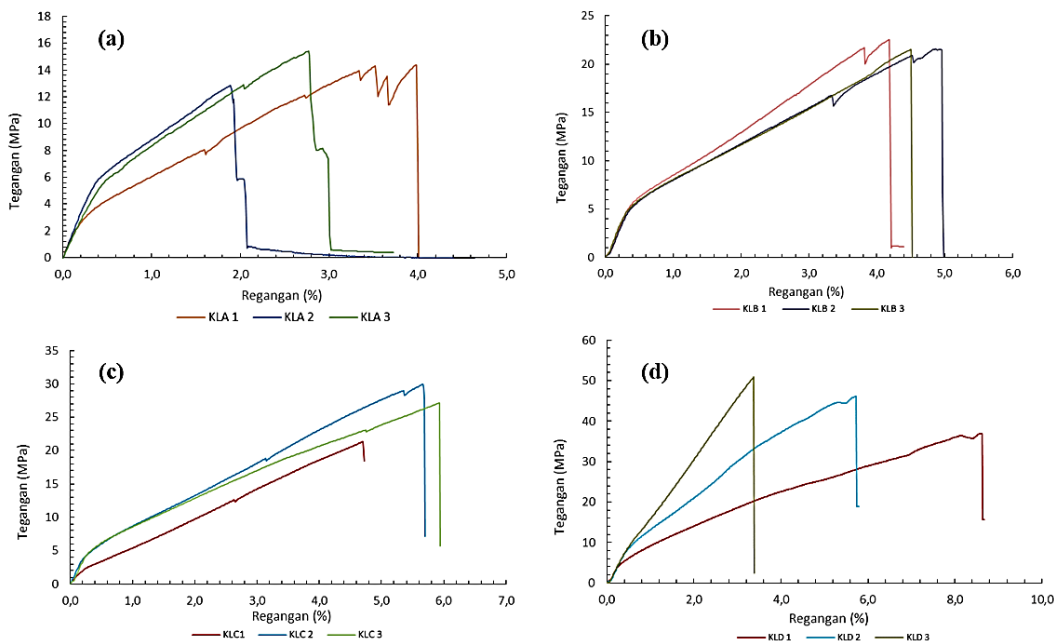 (a)
Tegangan (MPa)
18
16
14
12
10
8
6
4
2
0
0,0 1,0 2,0 3,0 4,0 5,0
Regangan (%)
KLA 1 KLA 2 KLA 3
(b)
Tegangan (MPa)
25
20
15
10
5
0
0,0 1,0 2,0 3,0 4,0 5,0 6,0
Regangan (%)
KLB 1 KLB 2 KLB 3
(c)
Tegangan (MPa)
35
30
25
20
15
10
5
0
0,0 1,0 2,0 3,0 4,0 5,0 6,0 7,0
Regangan (%)
KLC1 KLC 2 KLC 3
(d)
Tegangan (MPa)
60
50
40
30
20
10
0
0,0 2,0 4,0 6,0 8,0 10,0
Regangan (%)
KLD 1 KLD 2 KLD 3